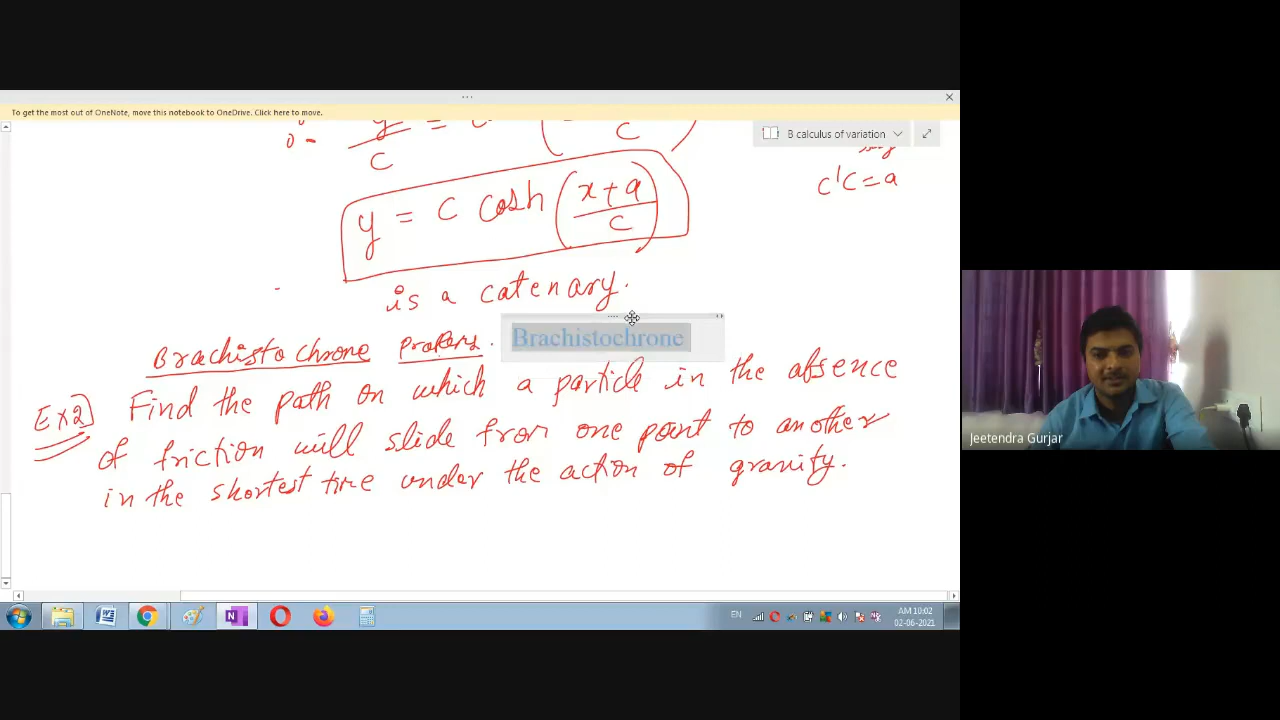 To get the most out of OneNote, move this notebook to OneDrive. Click here to move.
B calculus of variation
y/c = c
c'c = a
y = c cosh (x+a/c)
is a catenary.
Brachistochrone
Brachistochrone
Ex2] Find the path on which a particle in the absence
of friction will slide from one point to another
in the shortest time under the action of gravity.
Jeetendra Gurjar
EN
AM 10:02
02-06-2021